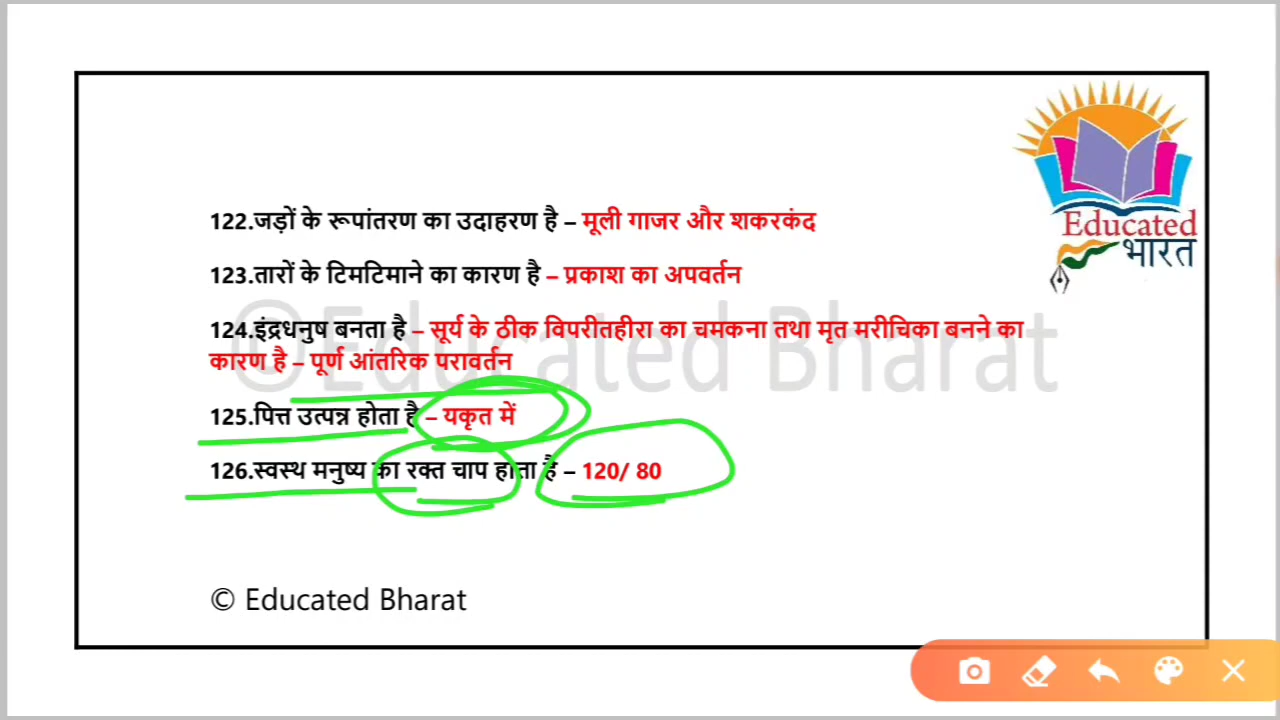 Educated
भारत
122.जड़ों के रूपांतरण का उदाहरण है – मूली गाजर और शकरकंद
123.तारों के टिमटिमाने का कारण है – प्रकाश का अपवर्तन
124.इंद्रधनुष बनता है – सूर्य के ठीक विपरीतहीरा का चमकना तथा मृत मरीचिका बनने का
कारण है – पूर्ण आंतरिक परावर्तन
©Educated Bharat
125.पित्त उत्पन्न होता है – यकृत में
126.स्वस्थ मनुष्य का रक्त चाप होता है – 120/ 80
© Educated Bharat